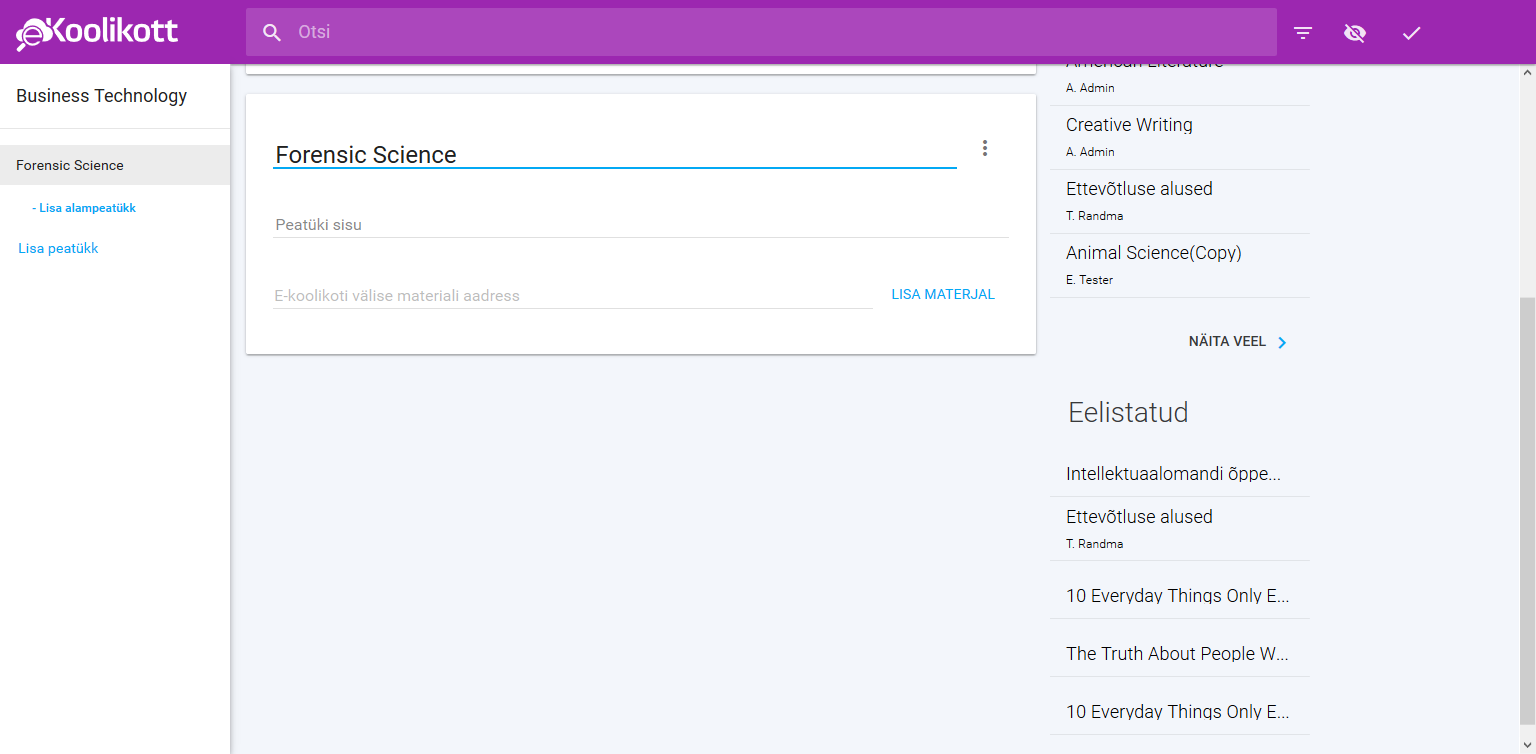 eKoolikott
Otsi
Business Technology
Forensic Science
- Lisa alampeatükk
Lisa peatükk
Forensic Science
Peatüki sisu
E-koolikoti välise materiali aadress
LISA MATERJAL
American Literature
A. Admin
Creative Writing
A. Admin
Ettevõtluse alused
T. Randma
Animal Science(Copy)
E. Tester
NÄITA VEEL
Eelistatud
Intellektuaalomandi õppe...
Ettevõtluse alused
T. Randma
10 Everyday Things Only E...
The Truth About People W...
10 Everyday Things Only E...